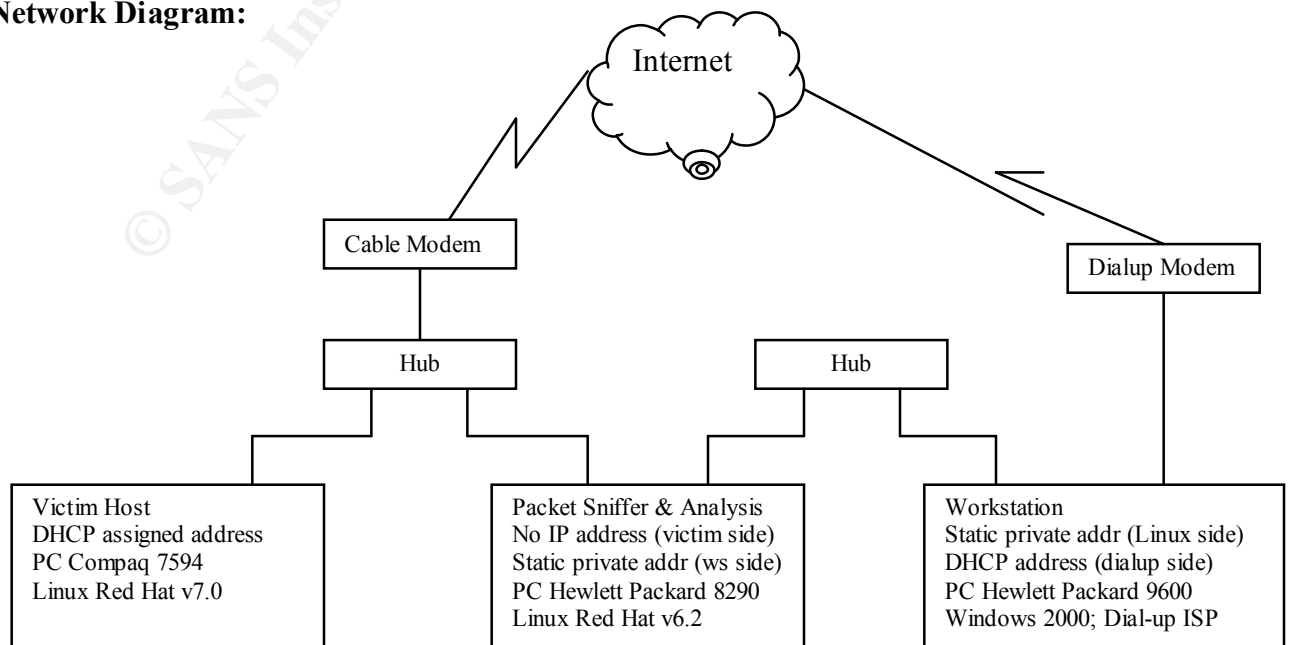 Network Diagram:
Internet
© SANS Ins
Cable Modem
Dialup Modem
Hub
Hub
Victim Host
DHCP assigned address
PC Compaq 7594
Linux Red Hat v7.0
Packet Sniffer & Analysis
No IP address (victim side)
Static private addr (ws side)
PC Hewlett Packard 8290
Linux Red Hat v6.2
Workstation
Static private addr (Linux side)
DHCP address (dialup side)
PC Hewlett Packard 9600
Windows 2000; Dial-up ISP